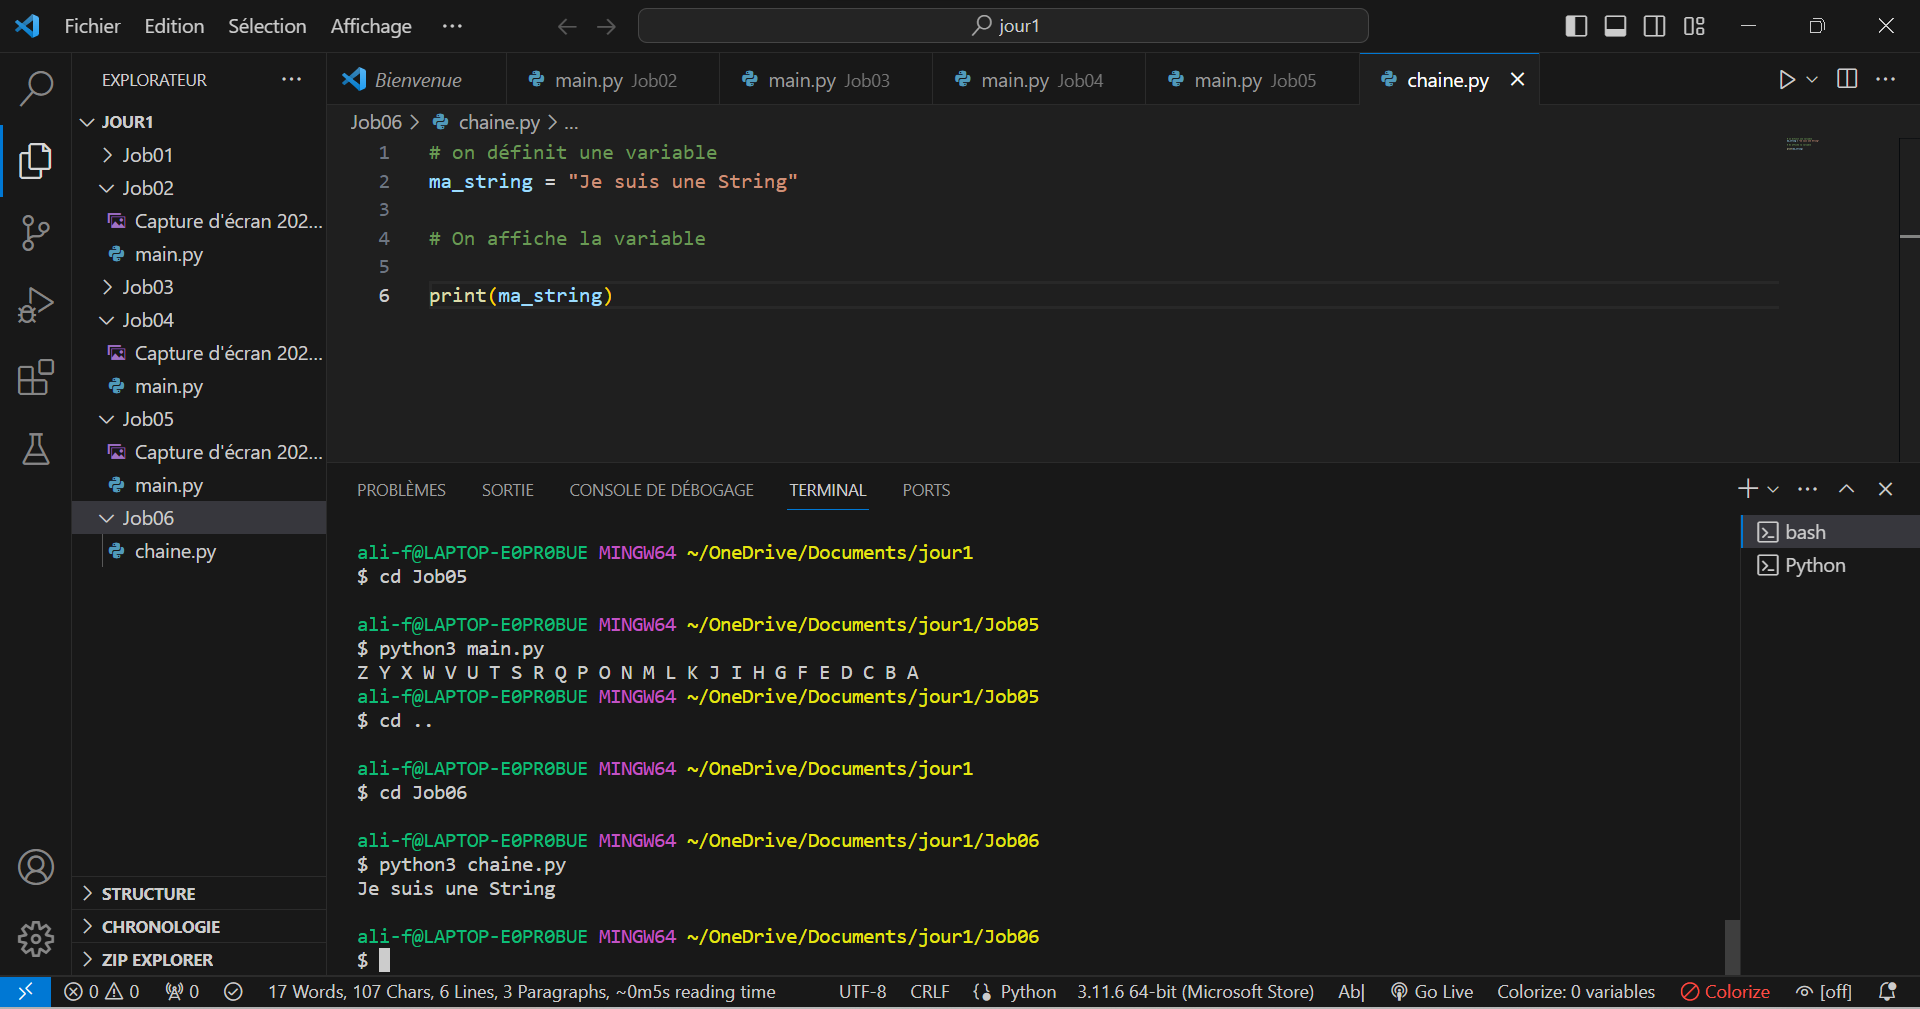 Fichier Edition Sélection Affichage ··· jour1
EXPLORATEUR ···
JOUR1
Job01
Job02
Capture d'écran 202...
main.py
Job03
Job04
Capture d'écran 202...
main.py
Job05
Capture d'écran 202...
main.py
Job06
chaine.py
STRUCTURE
CHRONOLOGIE
ZIP EXPLORER
Bienvenue main.py Job02 main.py Job03 main.py Job04 main.py Job05 chaine.py
Job06 > chaine.py > ...
1 # on définit une variable
2 ma_string = "Je suis une String"
3
4 # On affiche la variable
5
6 print(ma_string)
PROBLÈMES SORTIE CONSOLE DE DÉBOGAGE TERMINAL PORTS
ali-f@LAPTOP-E0PR0BUE MINGW64 ~/OneDrive/Documents/jour1
$ cd Job05
ali-f@LAPTOP-E0PR0BUE MINGW64 ~/OneDrive/Documents/jour1/Job05
$ python3 main.py
Z Y X W V U T S R Q P O N M L K J I H G F E D C B A
ali-f@LAPTOP-E0PR0BUE MINGW64 ~/OneDrive/Documents/jour1/Job05
$ cd ..
ali-f@LAPTOP-E0PR0BUE MINGW64 ~/OneDrive/Documents/jour1
$ cd Job06
ali-f@LAPTOP-E0PR0BUE MINGW64 ~/OneDrive/Documents/jour1/Job06
$ python3 chaine.py
Je suis une String
ali-f@LAPTOP-E0PR0BUE MINGW64 ~/OneDrive/Documents/jour1/Job06
$
bash
Python
0 0 0 17 Words, 107 Chars, 6 Lines, 3 Paragraphs, ~0m5s reading time UTF-8 CRLF Python 3.11.6 64-bit (Microsoft Store) Ab| Go Live Colorize: 0 variables Colorize [off]